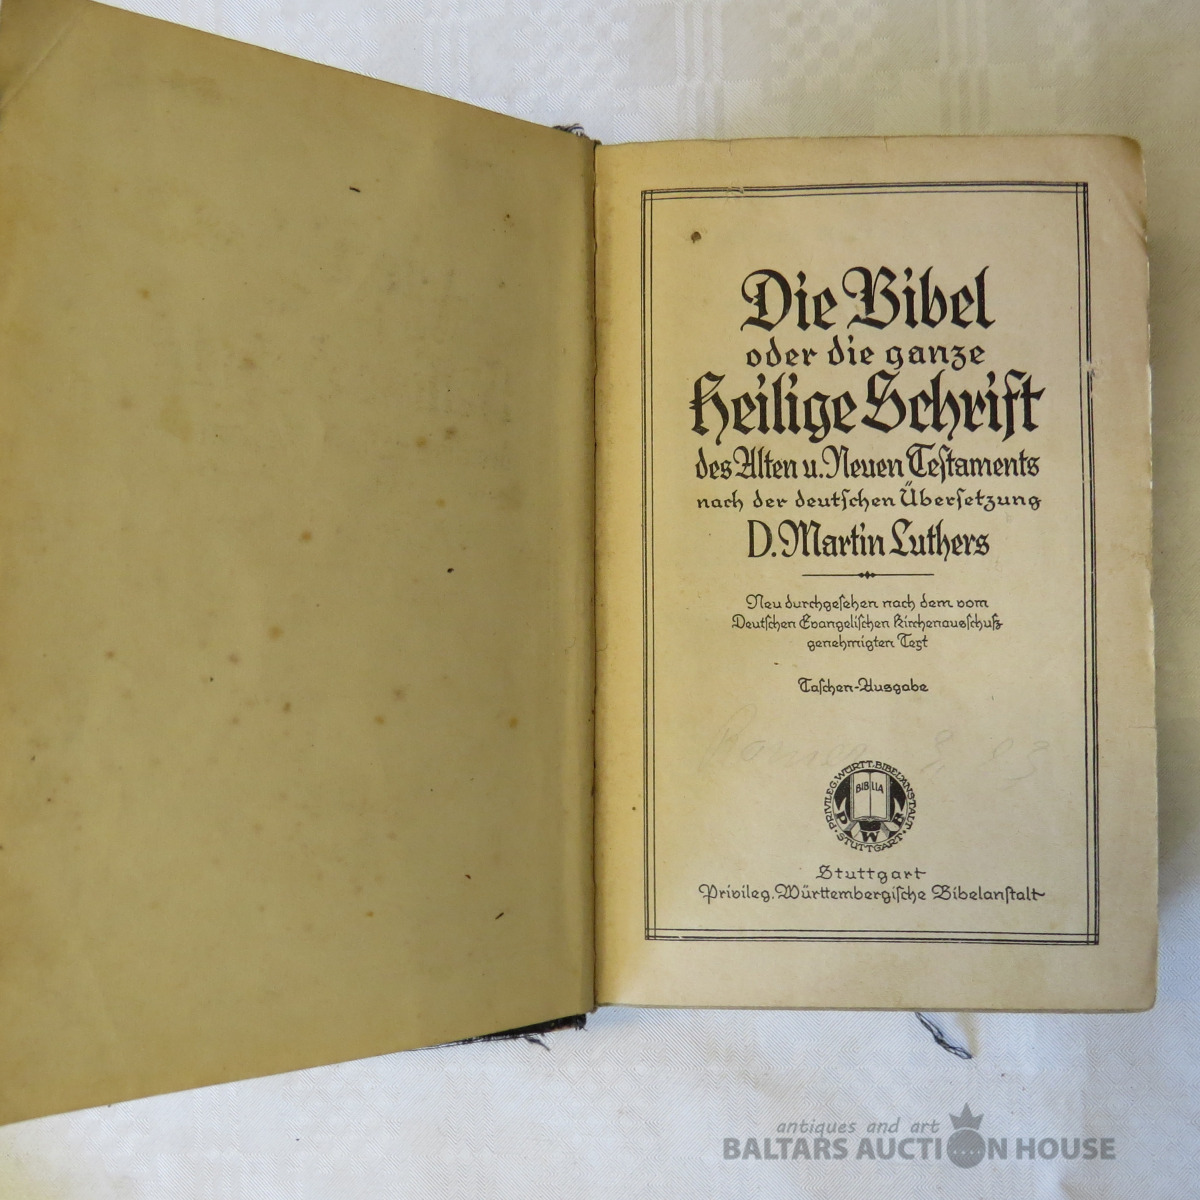 Die Bibel
oder die ganze
Heilige Schrift
des Alten u. Neuen Teſtaments
nach der deutſchen Überſetzung
D. Martin Luthers
Neu durchgeſehen nach dem vom
Deutſchen Evangeliſchen Kirchenausſchuß
genehmigten Text
Taſchen-Ausgabe
PRIVILEG. WÜRTT. BIBELANSTALT · STUTTGART ·
BIBLIA
P W B
Stuttgart
Privileg. Württembergiſche Bibelanſtalt
antiques and art
BALTARS AUCTION HOUSE